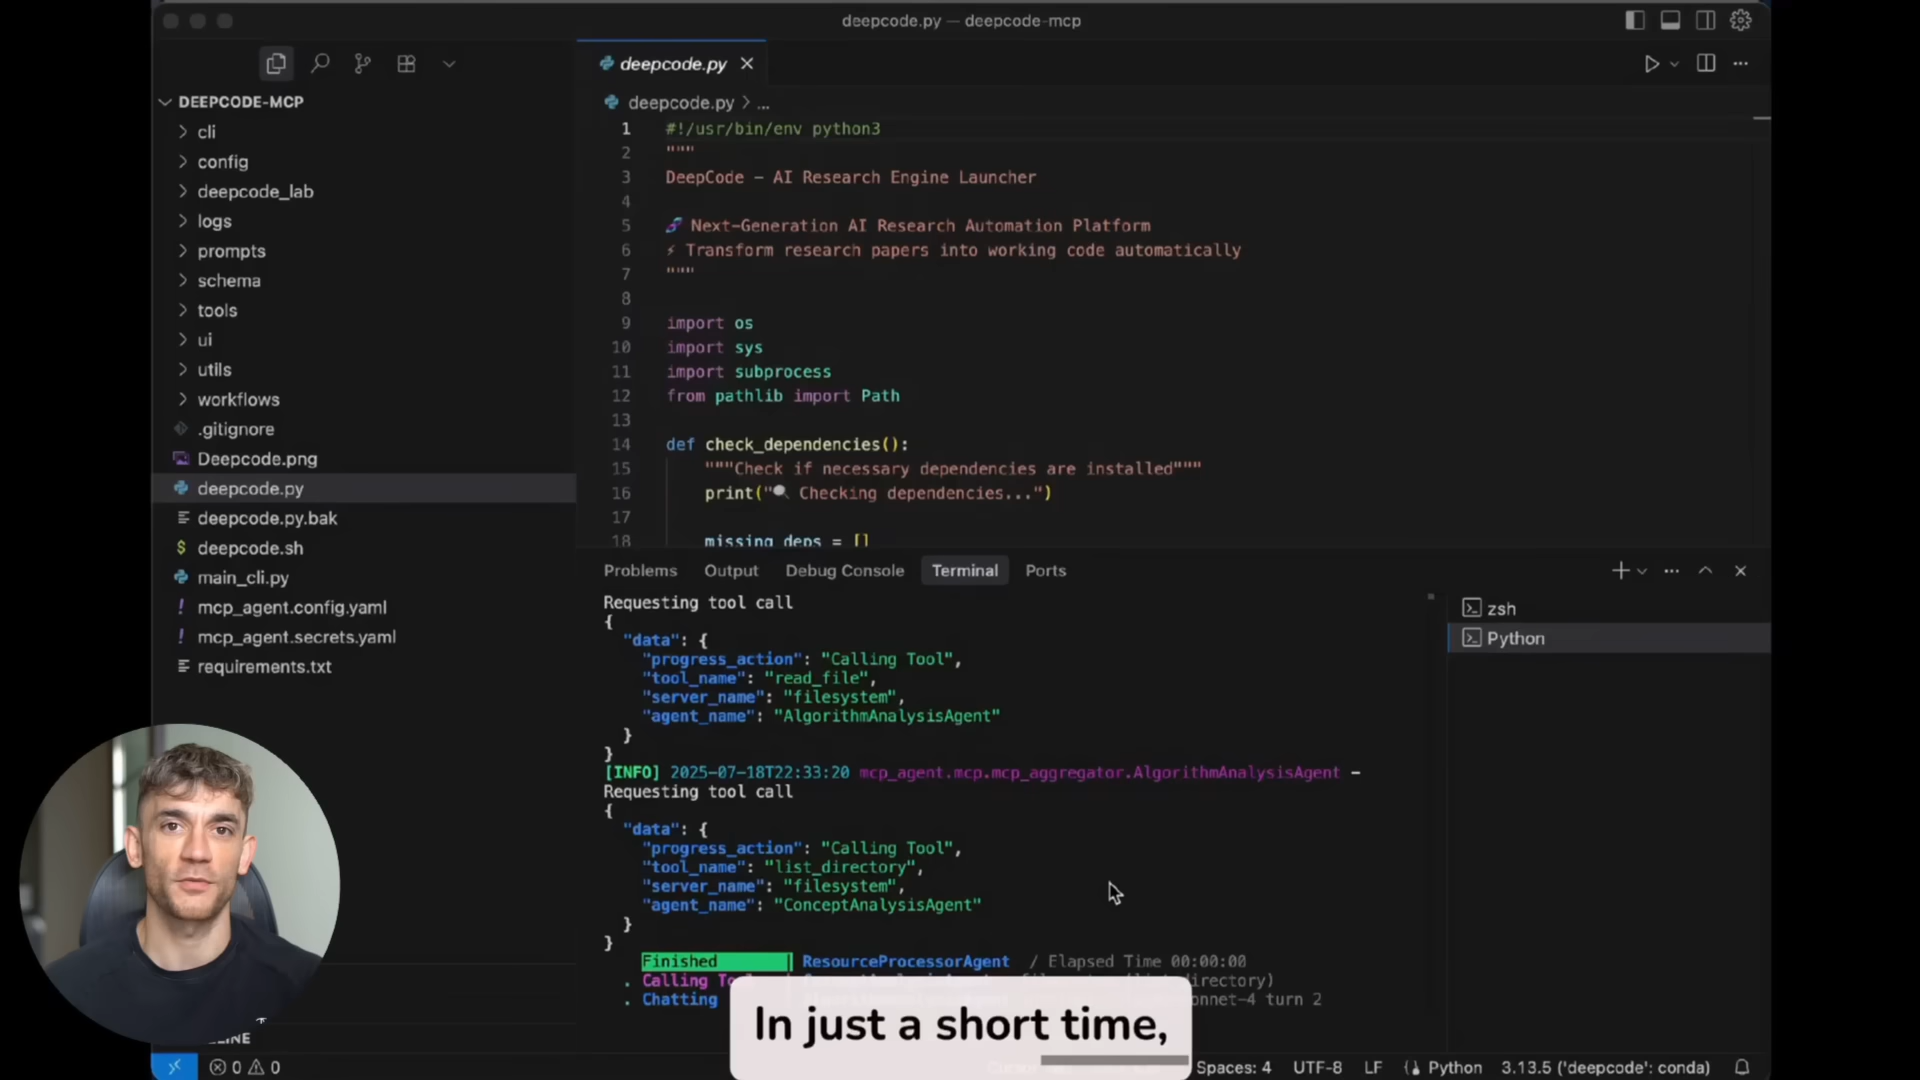 deepcode.py — deepcode-mcp
DEEPCODE-MCP
cli
config
deepcode_lab
logs
prompts
schema
tools
ui
utils
workflows
.gitignore
Deepcode.png
deepcode.py
deepcode.py.bak
deepcode.sh
main_cli.py
mcp_agent.config.yaml
mcp_agent.secrets.yaml
requirements.txt
deepcode.py
deepcode.py > ...
1 #!/usr/bin/env python3
2 """
3 DeepCode - AI Research Engine Launcher
4
5 🧬 Next-Generation AI Research Automation Platform
6 ⚡ Transform research papers into working code automatically
7 """
8
9 import os
10 import sys
11 import subprocess
12 from pathlib import Path
13
14 def check_dependencies():
15 """Check if necessary dependencies are installed"""
16 print("🔍 Checking dependencies...")
17
18 missing_deps = []
Problems Output Debug Console Terminal Ports
Requesting tool call
{
"data": {
"progress_action": "Calling Tool",
"tool_name": "read_file",
"server_name": "filesystem",
"agent_name": "AlgorithmAnalysisAgent"
}
}
[INFO] 2025-07-18T22:33:20 mcp_agent.mcp.mcp_aggregator.AlgorithmAnalysisAgent -
Requesting tool call
{
"data": {
"progress_action": "Calling Tool",
"tool_name": "list_directory",
"server_name": "filesystem",
"agent_name": "ConceptAnalysisAgent"
}
}
Finished | ResourceProcessorAgent / Elapsed Time 00:00:00
. Calling
. Chatting turn 2
zsh
Python
In just a short time,
0 0
Spaces: 4 UTF-8 LF Python 3.13.5 ('deepcode': conda)